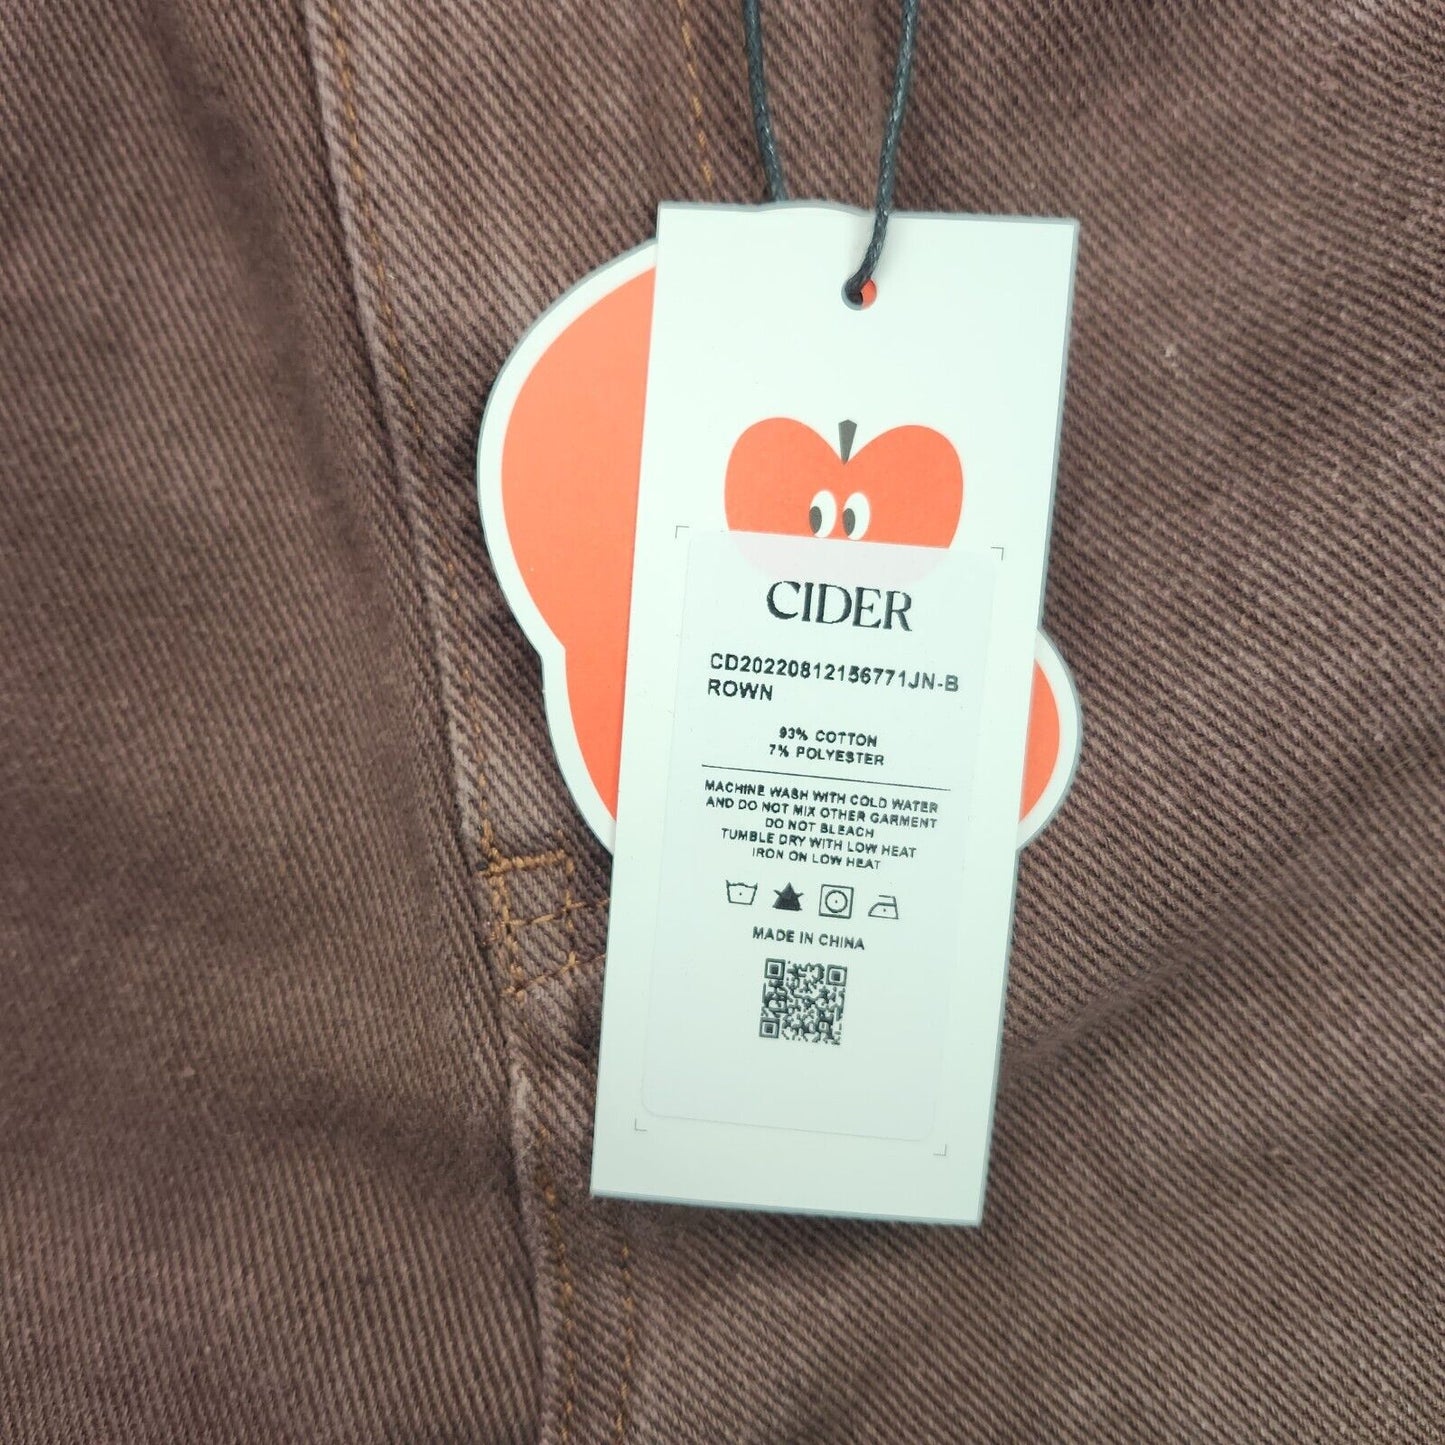 CIDER
CD20220812156771JN-B
ROWN
93% COTTON
7% POLYESTER
MACHINE WASH WITH COLD WATER
AND DO NOT MIX OTHER GARMENT
DO NOT BLEACH
TUMBLE DRY WITH LOW HEAT
IRON ON LOW HEAT
MADE IN CHINA